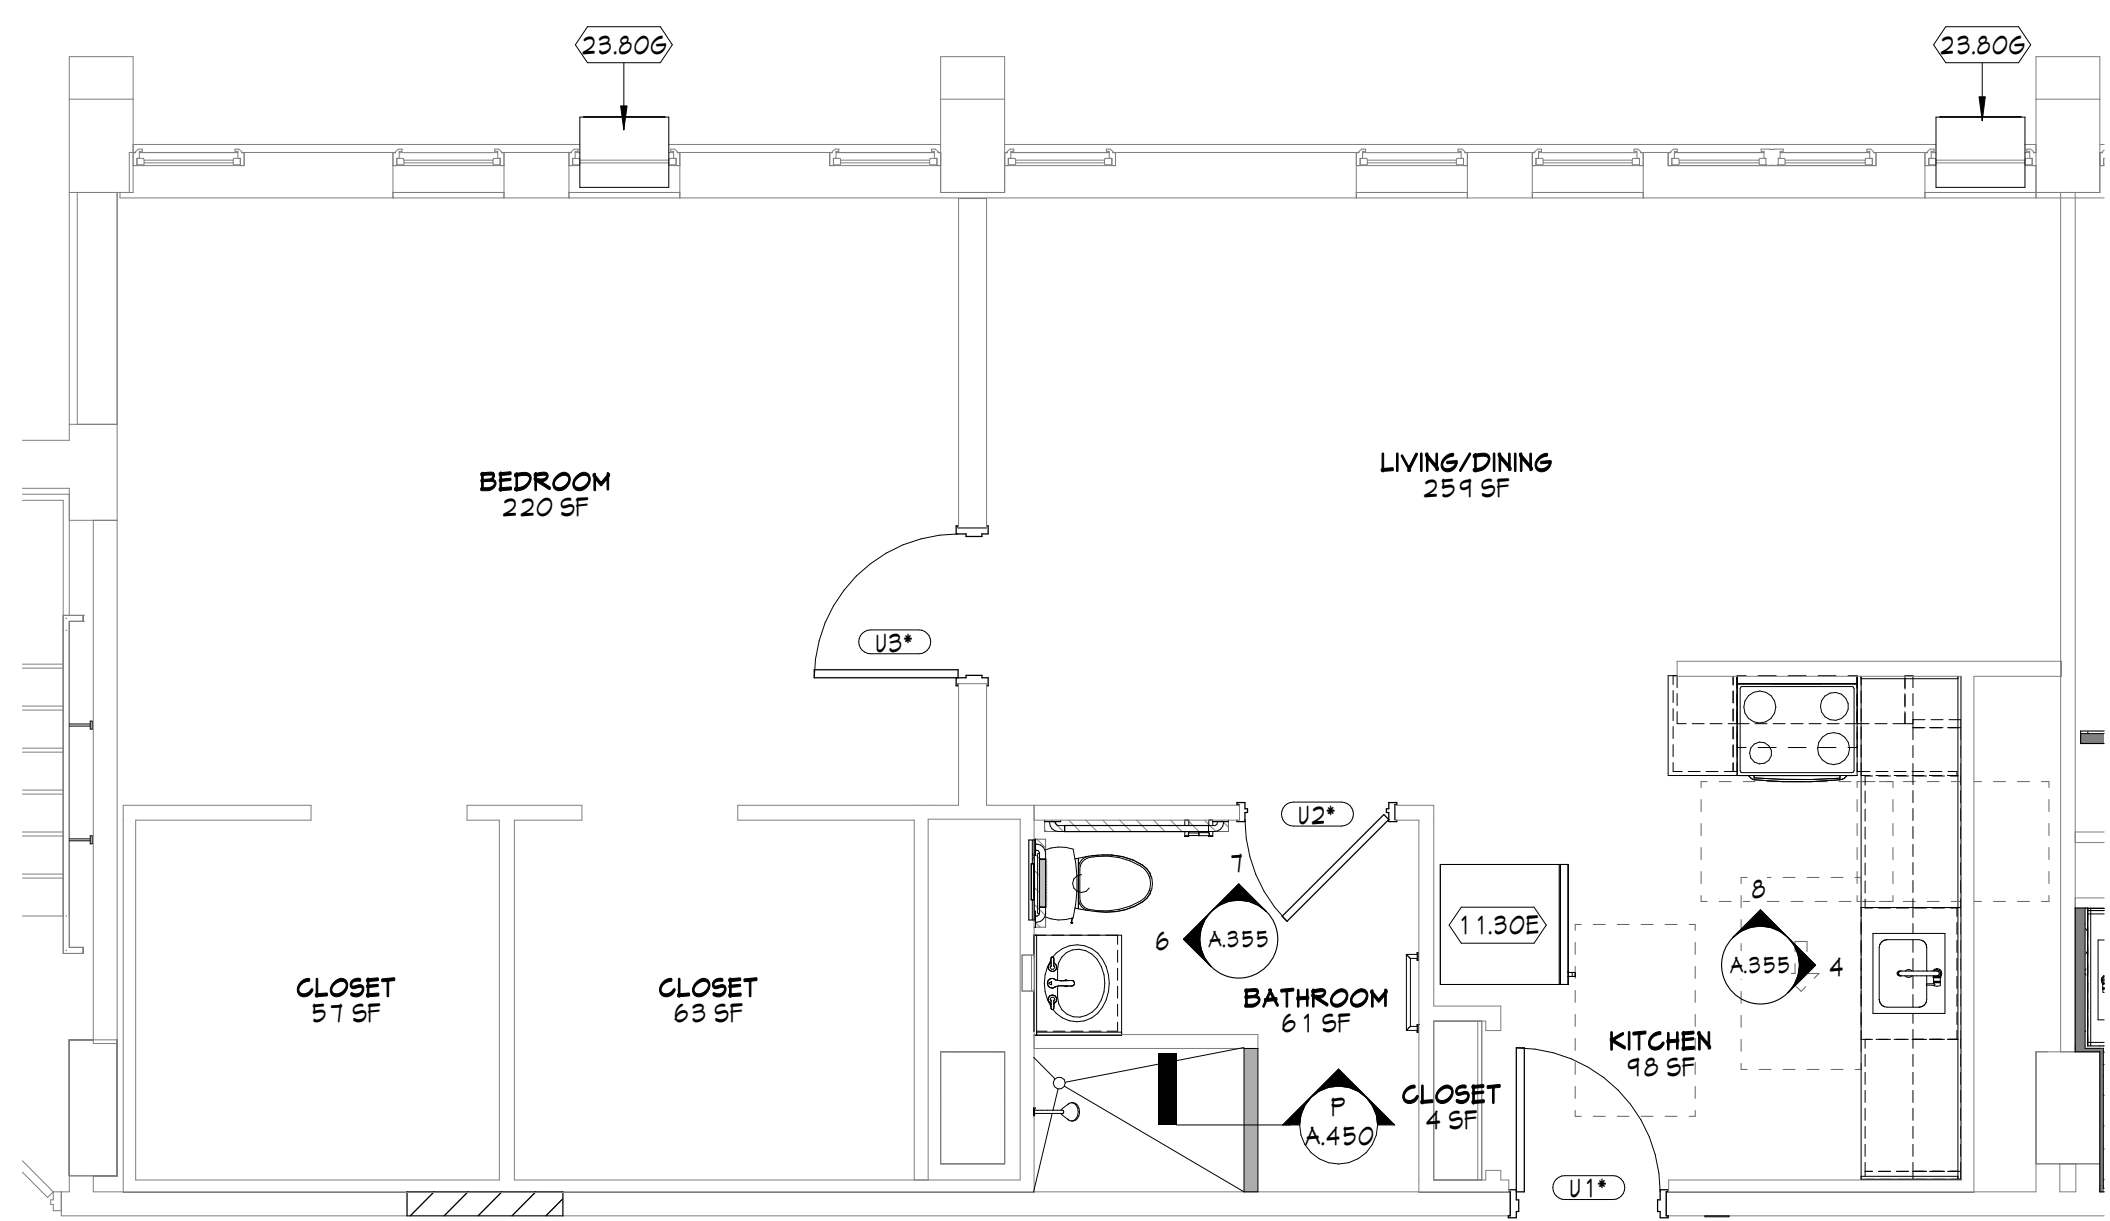 23.80G
23.80G
LIVING/DINING
259 SF
BEDROOM
220 SF
U3*
U2*
7
8
11.30E
6
A.355
A.355
4
CLOSET
57 SF
CLOSET
63 SF
BATHROOM
61 SF
KITCHEN
98 SF
CLOSET
4 SF
P
A.450
U1*